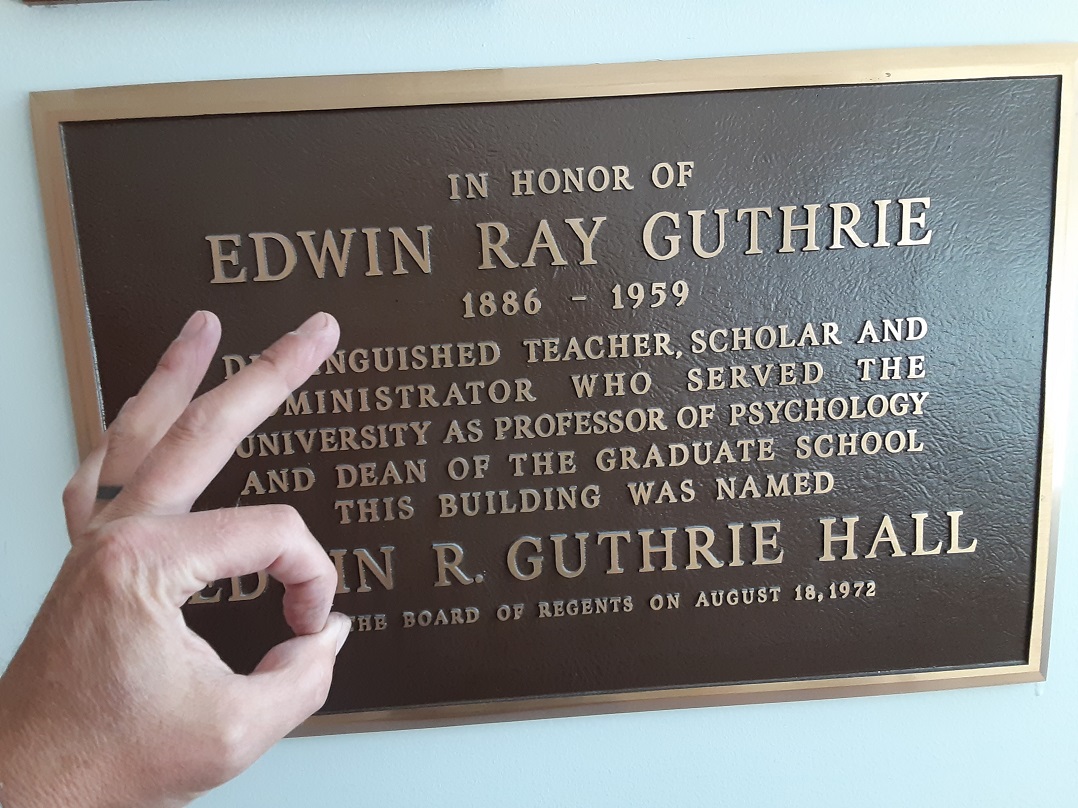 IN HONOR OF
EDWIN RAY GUTHRIE
1886 - 1959
TEACHER, SCHOLAR AND
WHO SERVED THE
UNIVERSITY AS PROFESSOR OF PSYCHOLOGY
AND DEAN OF THE GRADUATE SCHOOL
THIS BUILDING WAS NAMED
R. GUTHRIE HALL
THE BOARD OF REGENTS ON AUGUST 18, 1972